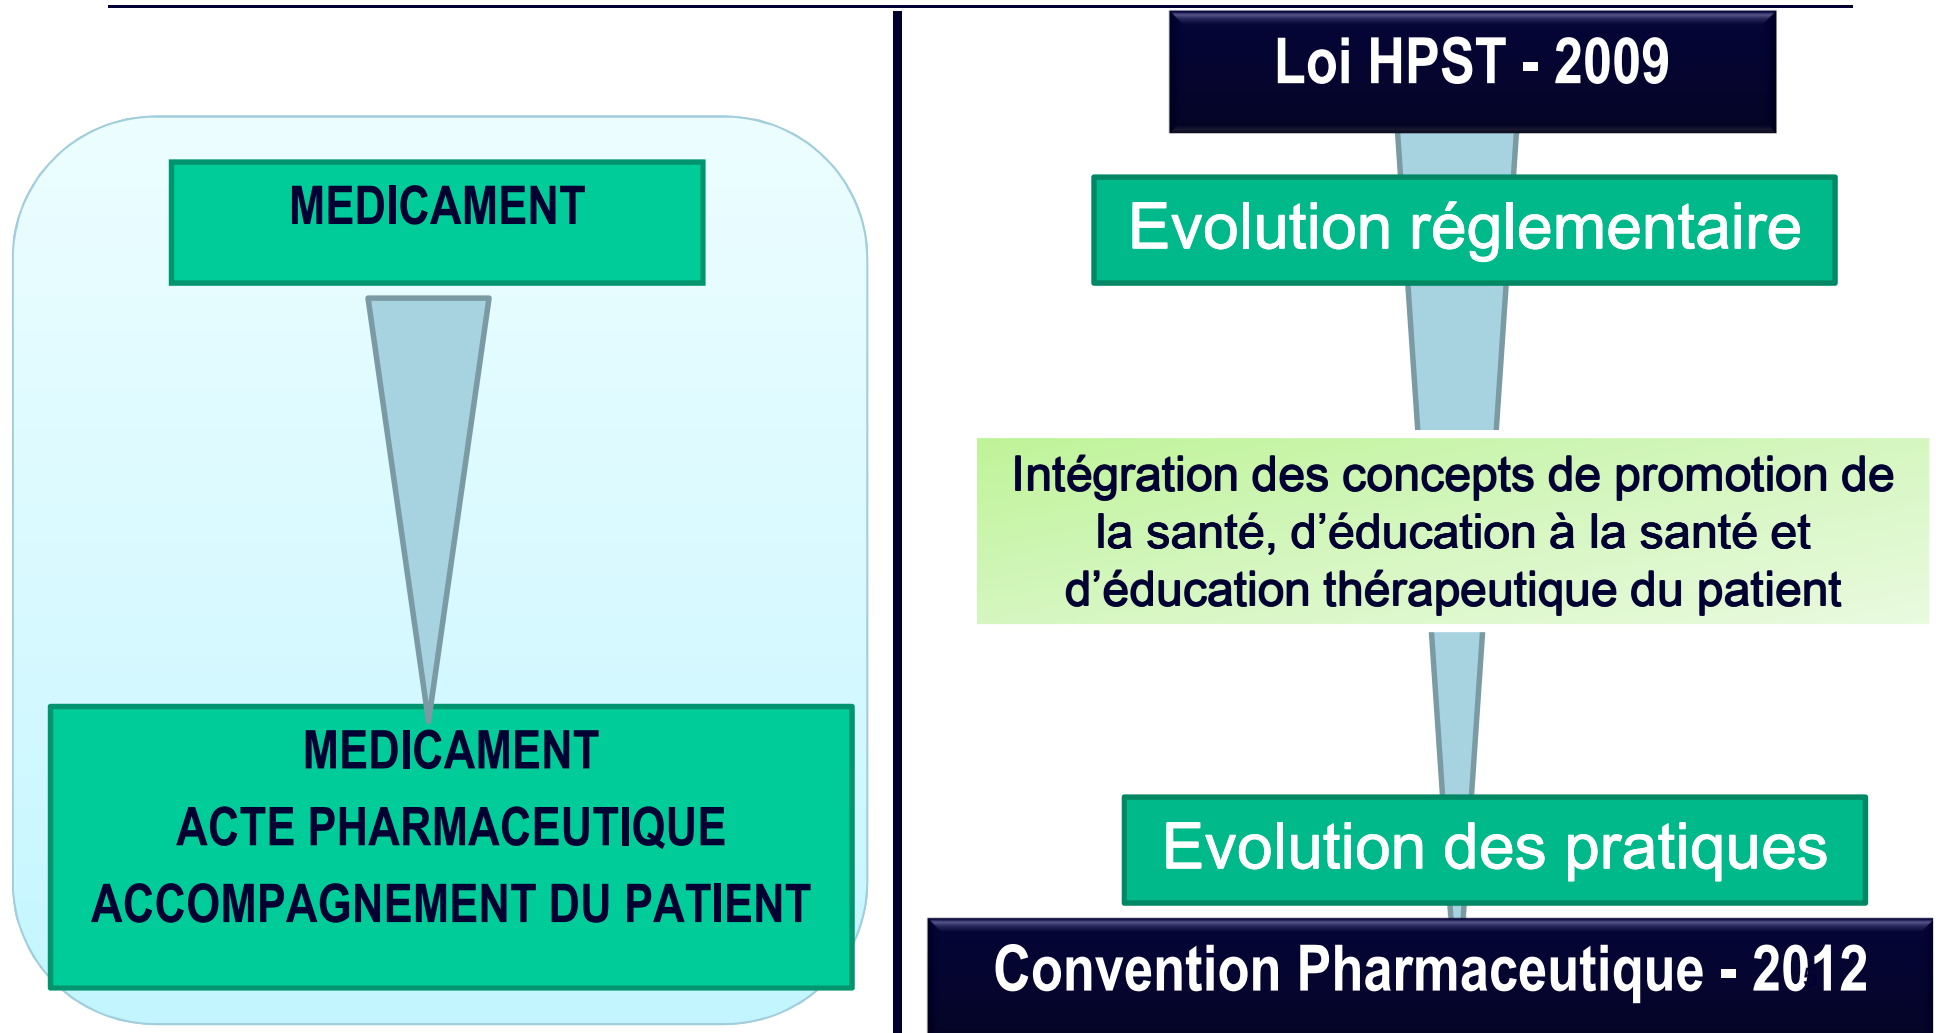 MEDICAMENT
MEDICAMENT
ACTE PHARMACEUTIQUE
ACCOMPAGNEMENT DU PATIENT
Loi HPST - 2009
Evolution réglementaire
Intégration des concepts de promotion de
la santé, d’éducation à la santé et
d’éducation thérapeutique du patient
Evolution des pratiques
Convention Pharmaceutique - 2012